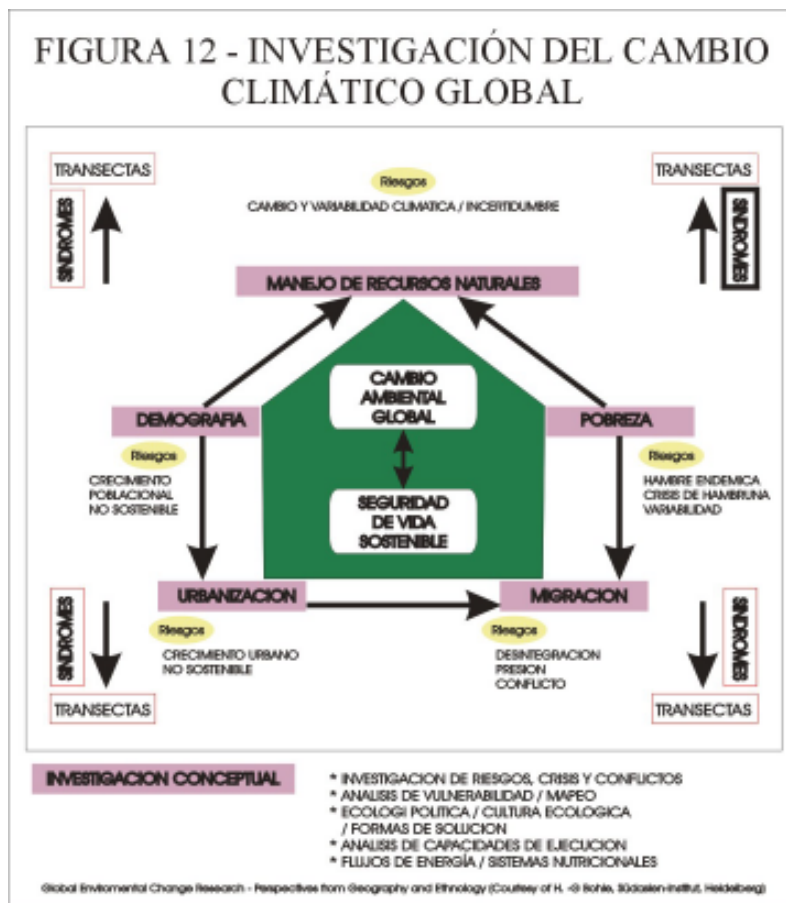 FIGURA 12 - INVESTIGACIÓN DEL CAMBIO
CLIMÁTICO GLOBAL
TRANSECTAS
SINDROMES
Riesgos
CAMBIO Y VARIABILIDAD CLIMATICA / INCERTIDUMBRE
TRANSECTAS
SINDROMES
MANEJO DE RECURSOS NATURALES
CAMBIO
AMBIENTAL
GLOBAL
DEMOGRAFIA
POBREZA
Riesgos
CRECIMIENTO
POBLACIONAL
NO SOSTENIBLE
Riesgos
HAMBRE ENDEMICA
CRISIS DE HAMBRUNA
VARIABILIDAD
SEGURIDAD
DE VIDA
SOSTENIBLE
URBANIZACION
MIGRACION
Riesgos
CRECIMIENTO URBANO
NO SOSTENIBLE
Riesgos
DESINTEGRACION
PRESION
CONFLICTO
SINDROMES
TRANSECTAS
SINDROMES
TRANSECTAS
INVESTIGACION CONCEPTUAL
* INVESTIGACION DE RIESGOS, CRISIS Y CONFLICTOS
* ANALISIS DE VULNERABILIDAD / MAPEO
* ECOLOGI POLITICA / CULTURA ECOLOGICA
/ FORMAS DE SOLUCION
* ANALISIS DE CAPACIDADES DE EJECUCION
* FLUJOS DE ENERGÍA / SISTEMAS NUTRICIONALES
Global Enviromental Change Research - Perspectives from Geography and Ethnology (Courtesy of H. -G Bohle, Südasien-Institut, Heidelberg)